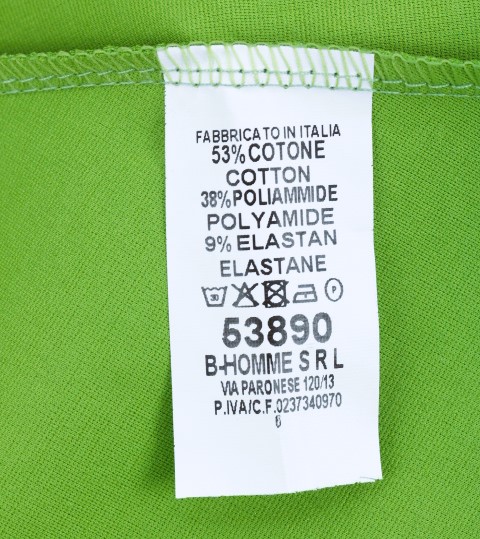 FABBRICATO IN ITALIA
53% COTONE
COTTON
38% POLIAMMIDE
POLYAMIDE
9% ELASTAN
ELASTANE
30 P
53890
B-HOMME S R L
VIA PARONESE 120/13
P.IVA/C.F.0237340970
6